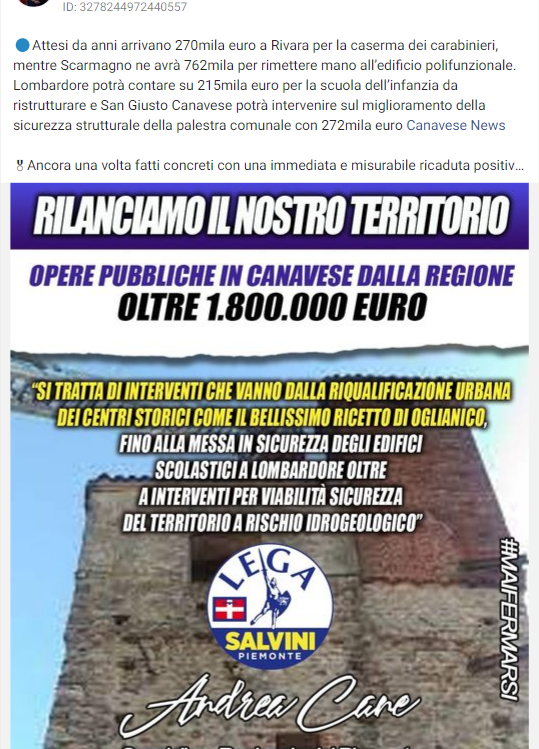 ID: 3278244972440557
🔵Attesi da anni arrivano 270mila euro a Rivara per la caserma dei carabinieri,
mentre Scarmagno ne avrà 762mila per rimettere mano all'edificio polifunzionale.
Lombardore potrà contare su 215mila euro per la scuola dell'infanzia da
ristrutturare e San Giusto Canavese potrà intervenire sul miglioramento della
sicurezza strutturale della palestra comunale con 272mila euro Canavese News
🎖Ancora una volta fatti concreti con una immediata e misurabile ricaduta positiv...
RILANCIAMO IL NOSTRO TERRITORIO
OPERE PUBBLICHE IN CANAVESE DALLA REGIONE
OLTRE 1.800.000 EURO
"SI TRATTA DI INTERVENTI CHE VANNO DALLA RIQUALIFICAZIONE URBANA
DEI CENTRI STORICI COME IL BELLISSIMO RICETTO DI OGLIANICO,
FINO ALLA MESSA IN SICUREZZA DEGLI EDIFICI
SCOLASTICI A LOMBARDORE OLTRE
A INTERVENTI PER VIABILITÀ SICUREZZA
DEL TERRITORIO A RISCHIO IDROGEOLOGICO"
LEGA
SALVINI
PIEMONTE
#MAIFERMARSI
Andrea Cane